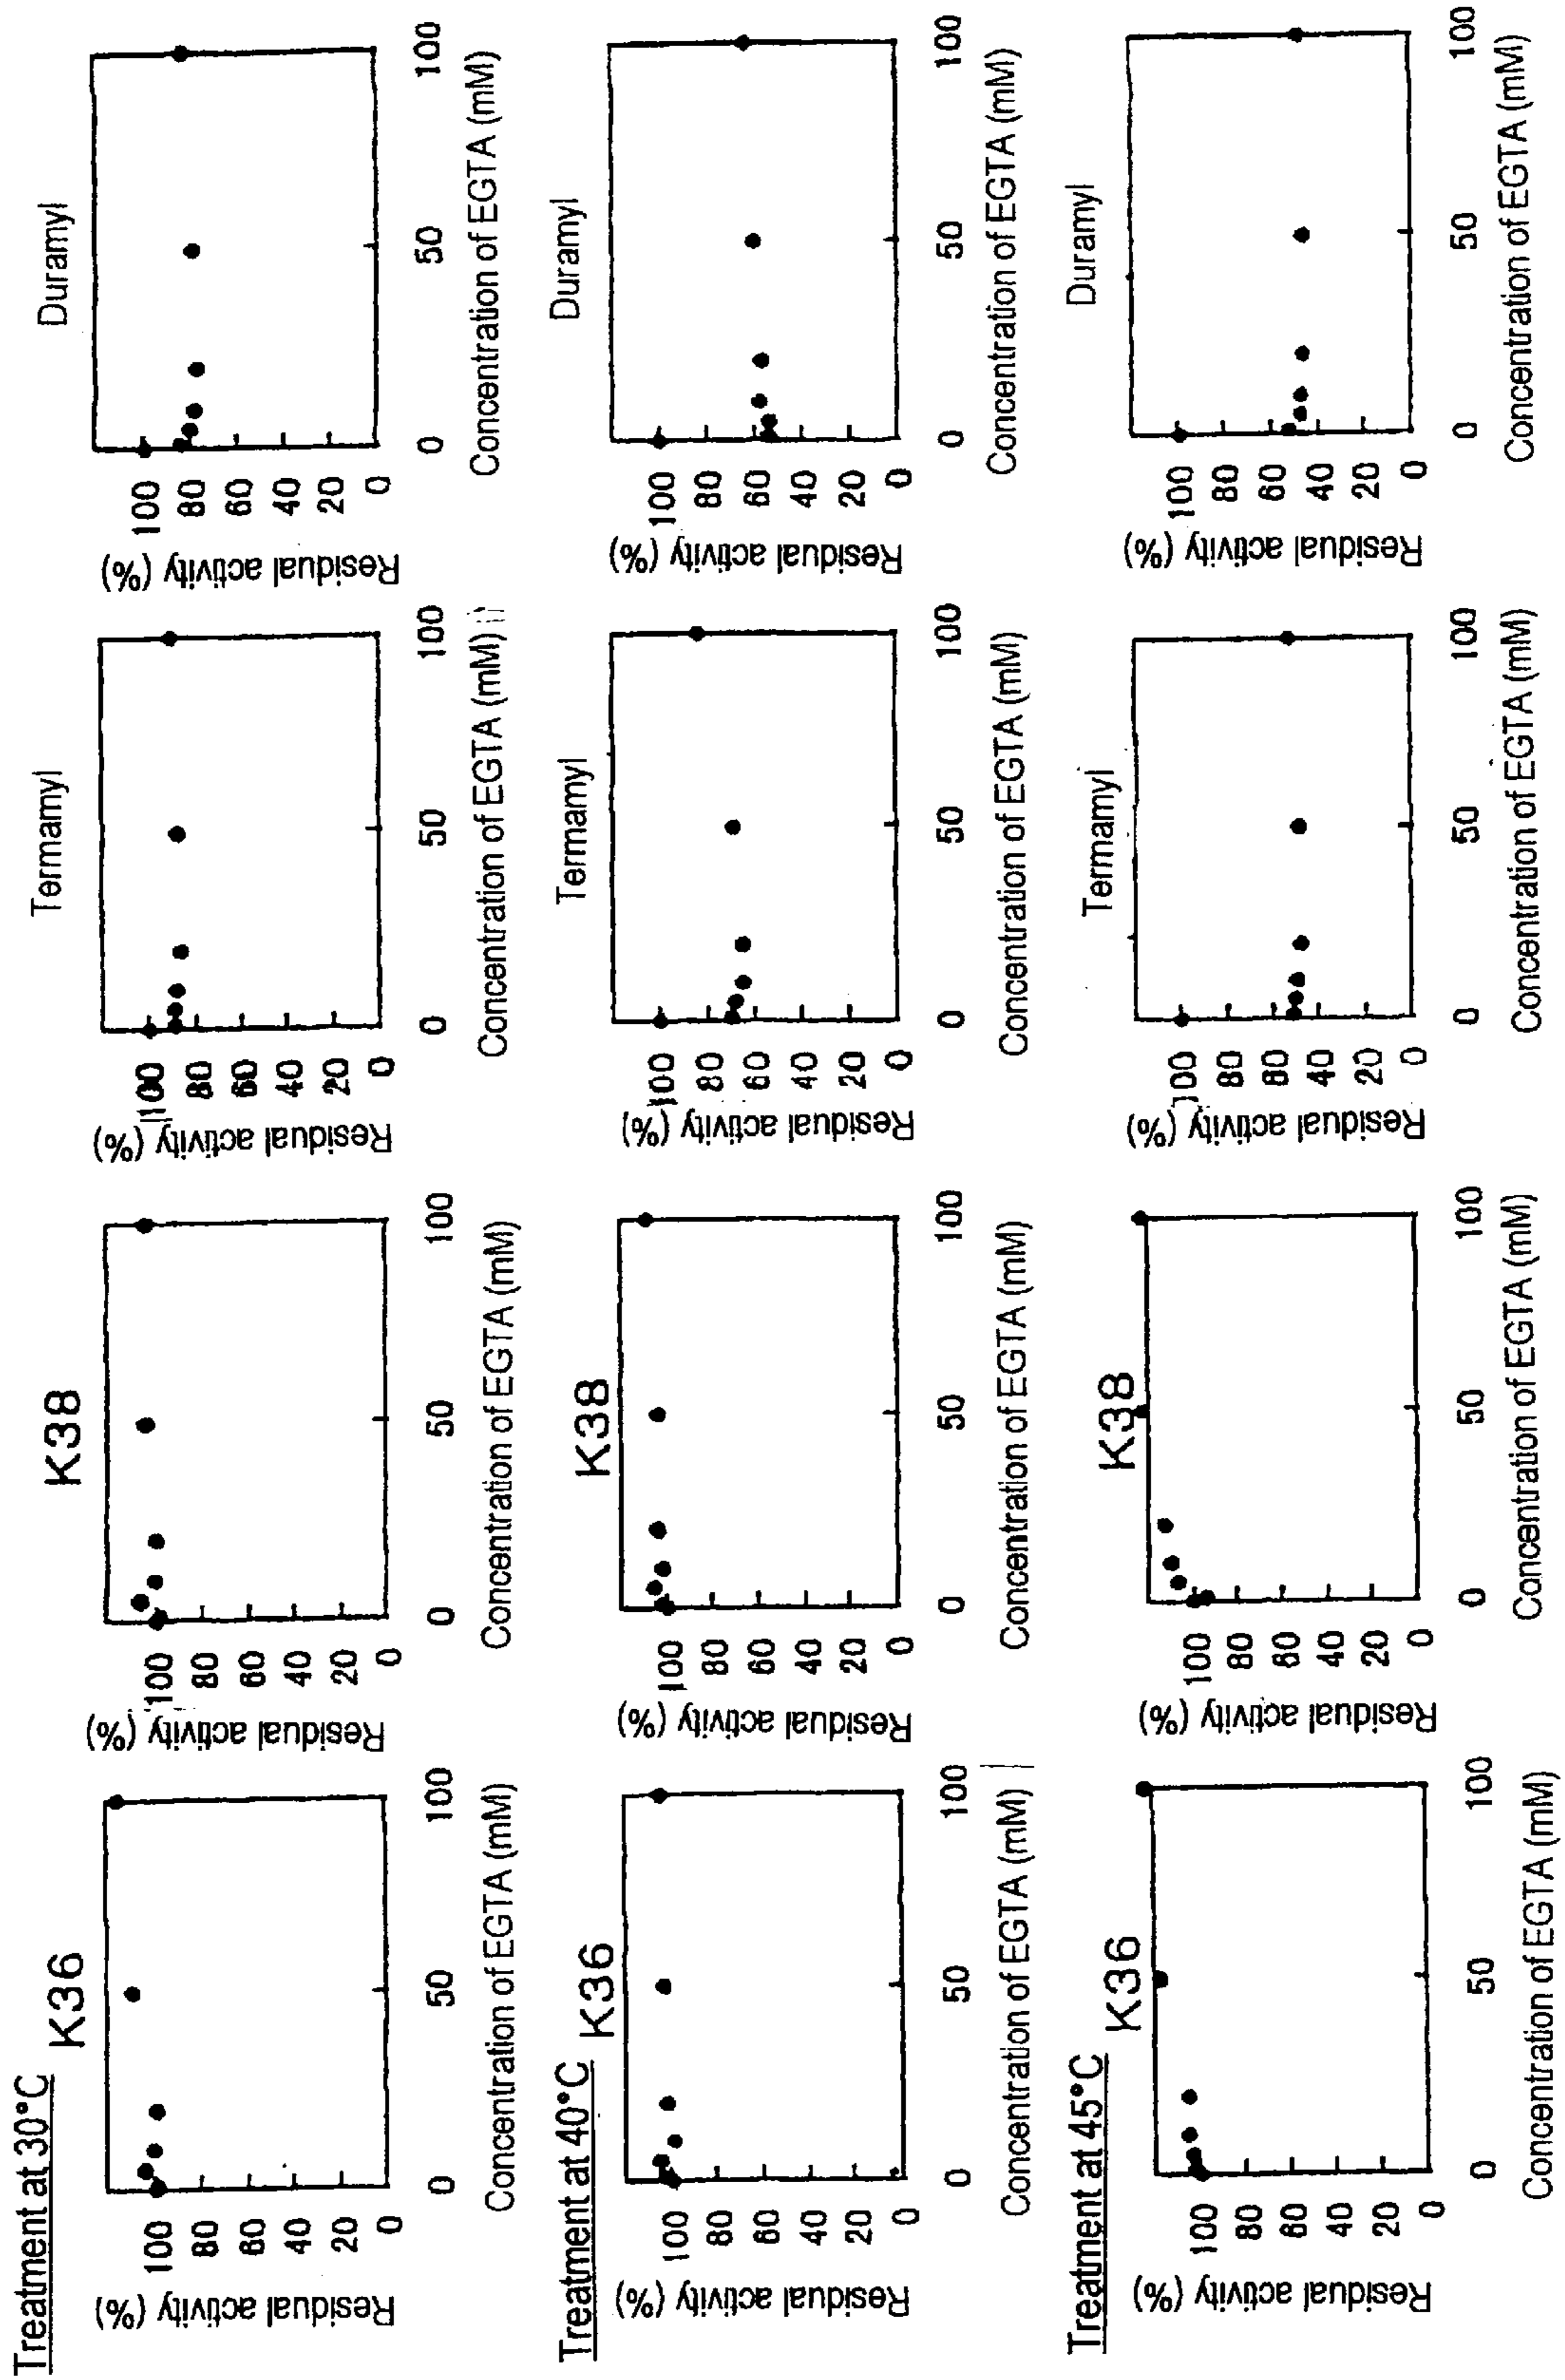 Treatment at 30°C
K36
Residual activity (%)
100
80
60
40
20
0
0
50
100
Concentration of EGTA (mM)
K38
Residual activity (%)
100
80
60
40
20
0
0
50
100
Concentration of EGTA (mM)
Termamyl
Residual activity (%)
100
80
60
40
20
0
0
50
100
Concentration of EGTA (mM)
Duramyl
Residual activity (%)
100
80
60
40
20
0
0
50
100
Concentration of EGTA (mM)
Treatment at 40°C
K36
Residual activity (%)
100
80
60
40
20
0
0
50
100
Concentration of EGTA (mM)
K38
Residual activity (%)
100
80
60
40
20
0
0
50
100
Concentration of EGTA (mM)
Termamyl
Residual activity (%)
100
80
60
40
20
0
0
50
100
Concentration of EGTA (mM)
Duramyl
Residual activity (%)
100
80
60
40
20
0
0
50
100
Concentration of EGTA (mM)
Treatment at 45°C
K36
Residual activity (%)
100
80
60
40
20
0
0
50
100
Concentration of EGTA (mM)
K38
Residual activity (%)
100
80
60
40
20
0
0
50
100
Concentration of EGTA (mM)
Termamyl
Residual activity (%)
100
80
60
40
20
0
0
50
100
Concentration of EGTA (mM)
Duramyl
Residual activity (%)
100
80
60
40
20
0
0
50
100
Concentration of EGTA (mM)